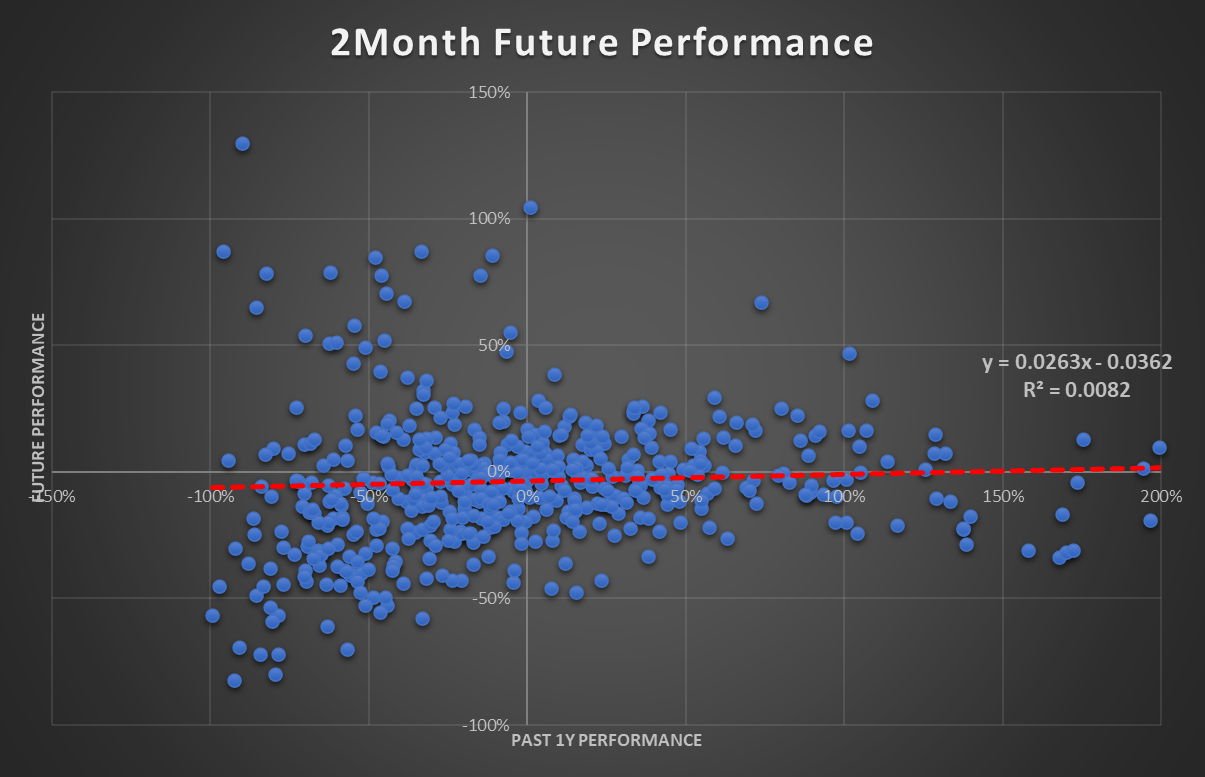 2Month Future Performance
150%
100%
50%
0%
-50%
-100%
-150%
-100%
-50%
0%
50%
100%
150%
200%
y = 0.0263x - 0.0362
R² = 0.0082
FUTURE PERFORMANCE
PAST 1Y PERFORMANCE